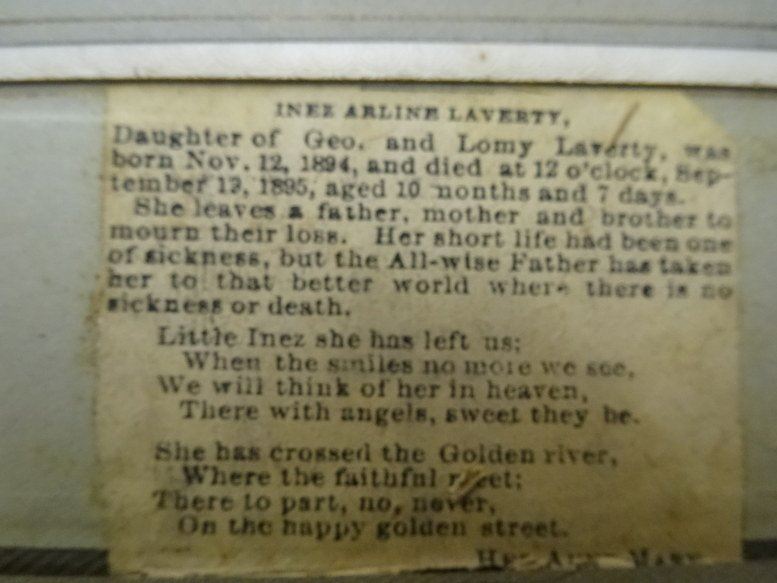 INEZ ARLINE LAVERTY,
Daughter of Geo. and Lomy Laverty, was
born Nov. 12, 1894, and died at 12 o'clock, Sep-
tember 19, 1895, aged 10 months and 7 days.
She leaves a father, mother and brother to
mourn their loss. Her short life had been one
of sickness, but the All-wise Father has taken
her to that better world where there is no
sickness or death.
Little Inez she has left us;
When the smiles no more we see,
We will think of her in heaven,
There with angels, sweet they be.
She has crossed the Golden river,
Where the faithful meet;
There to part, no, never,
On the happy golden street.
HER AUNT MARY